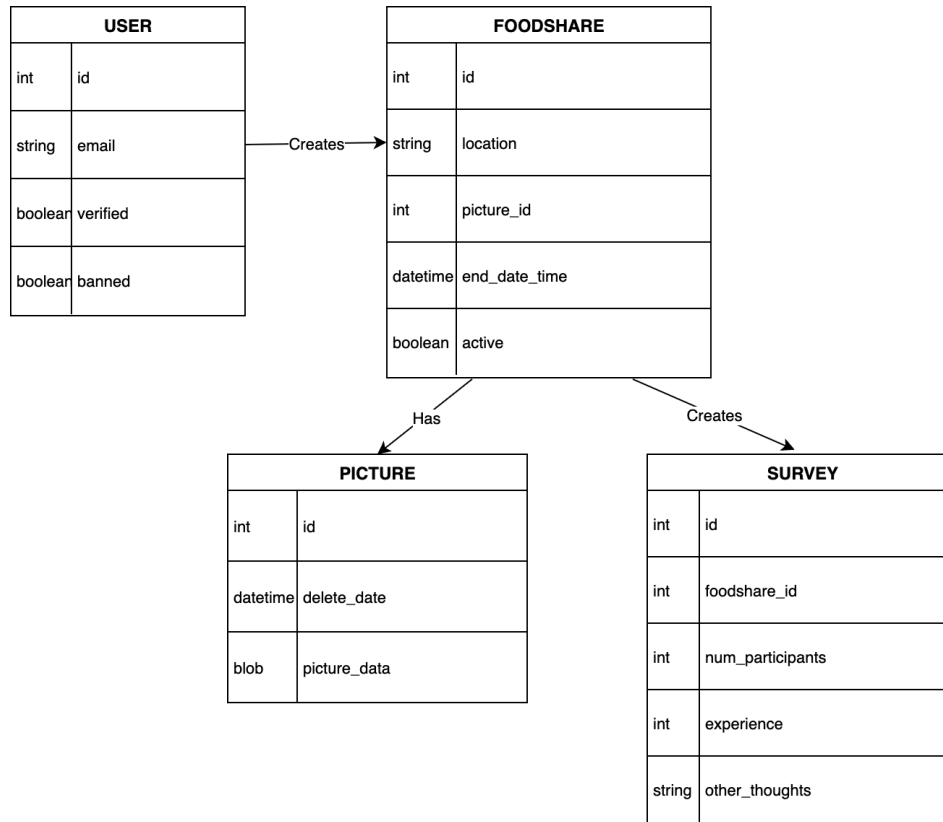 USER
int id
string email
boolean verified
boolean banned
Creates
FOODSHARE
int id
string location
int picture_id
datetime end_date_time
boolean active
Has
Creates
PICTURE
int id
datetime delete_date
blob picture_data
SURVEY
int id
int foodshare_id
int num_participants
int experience
string other_thoughts